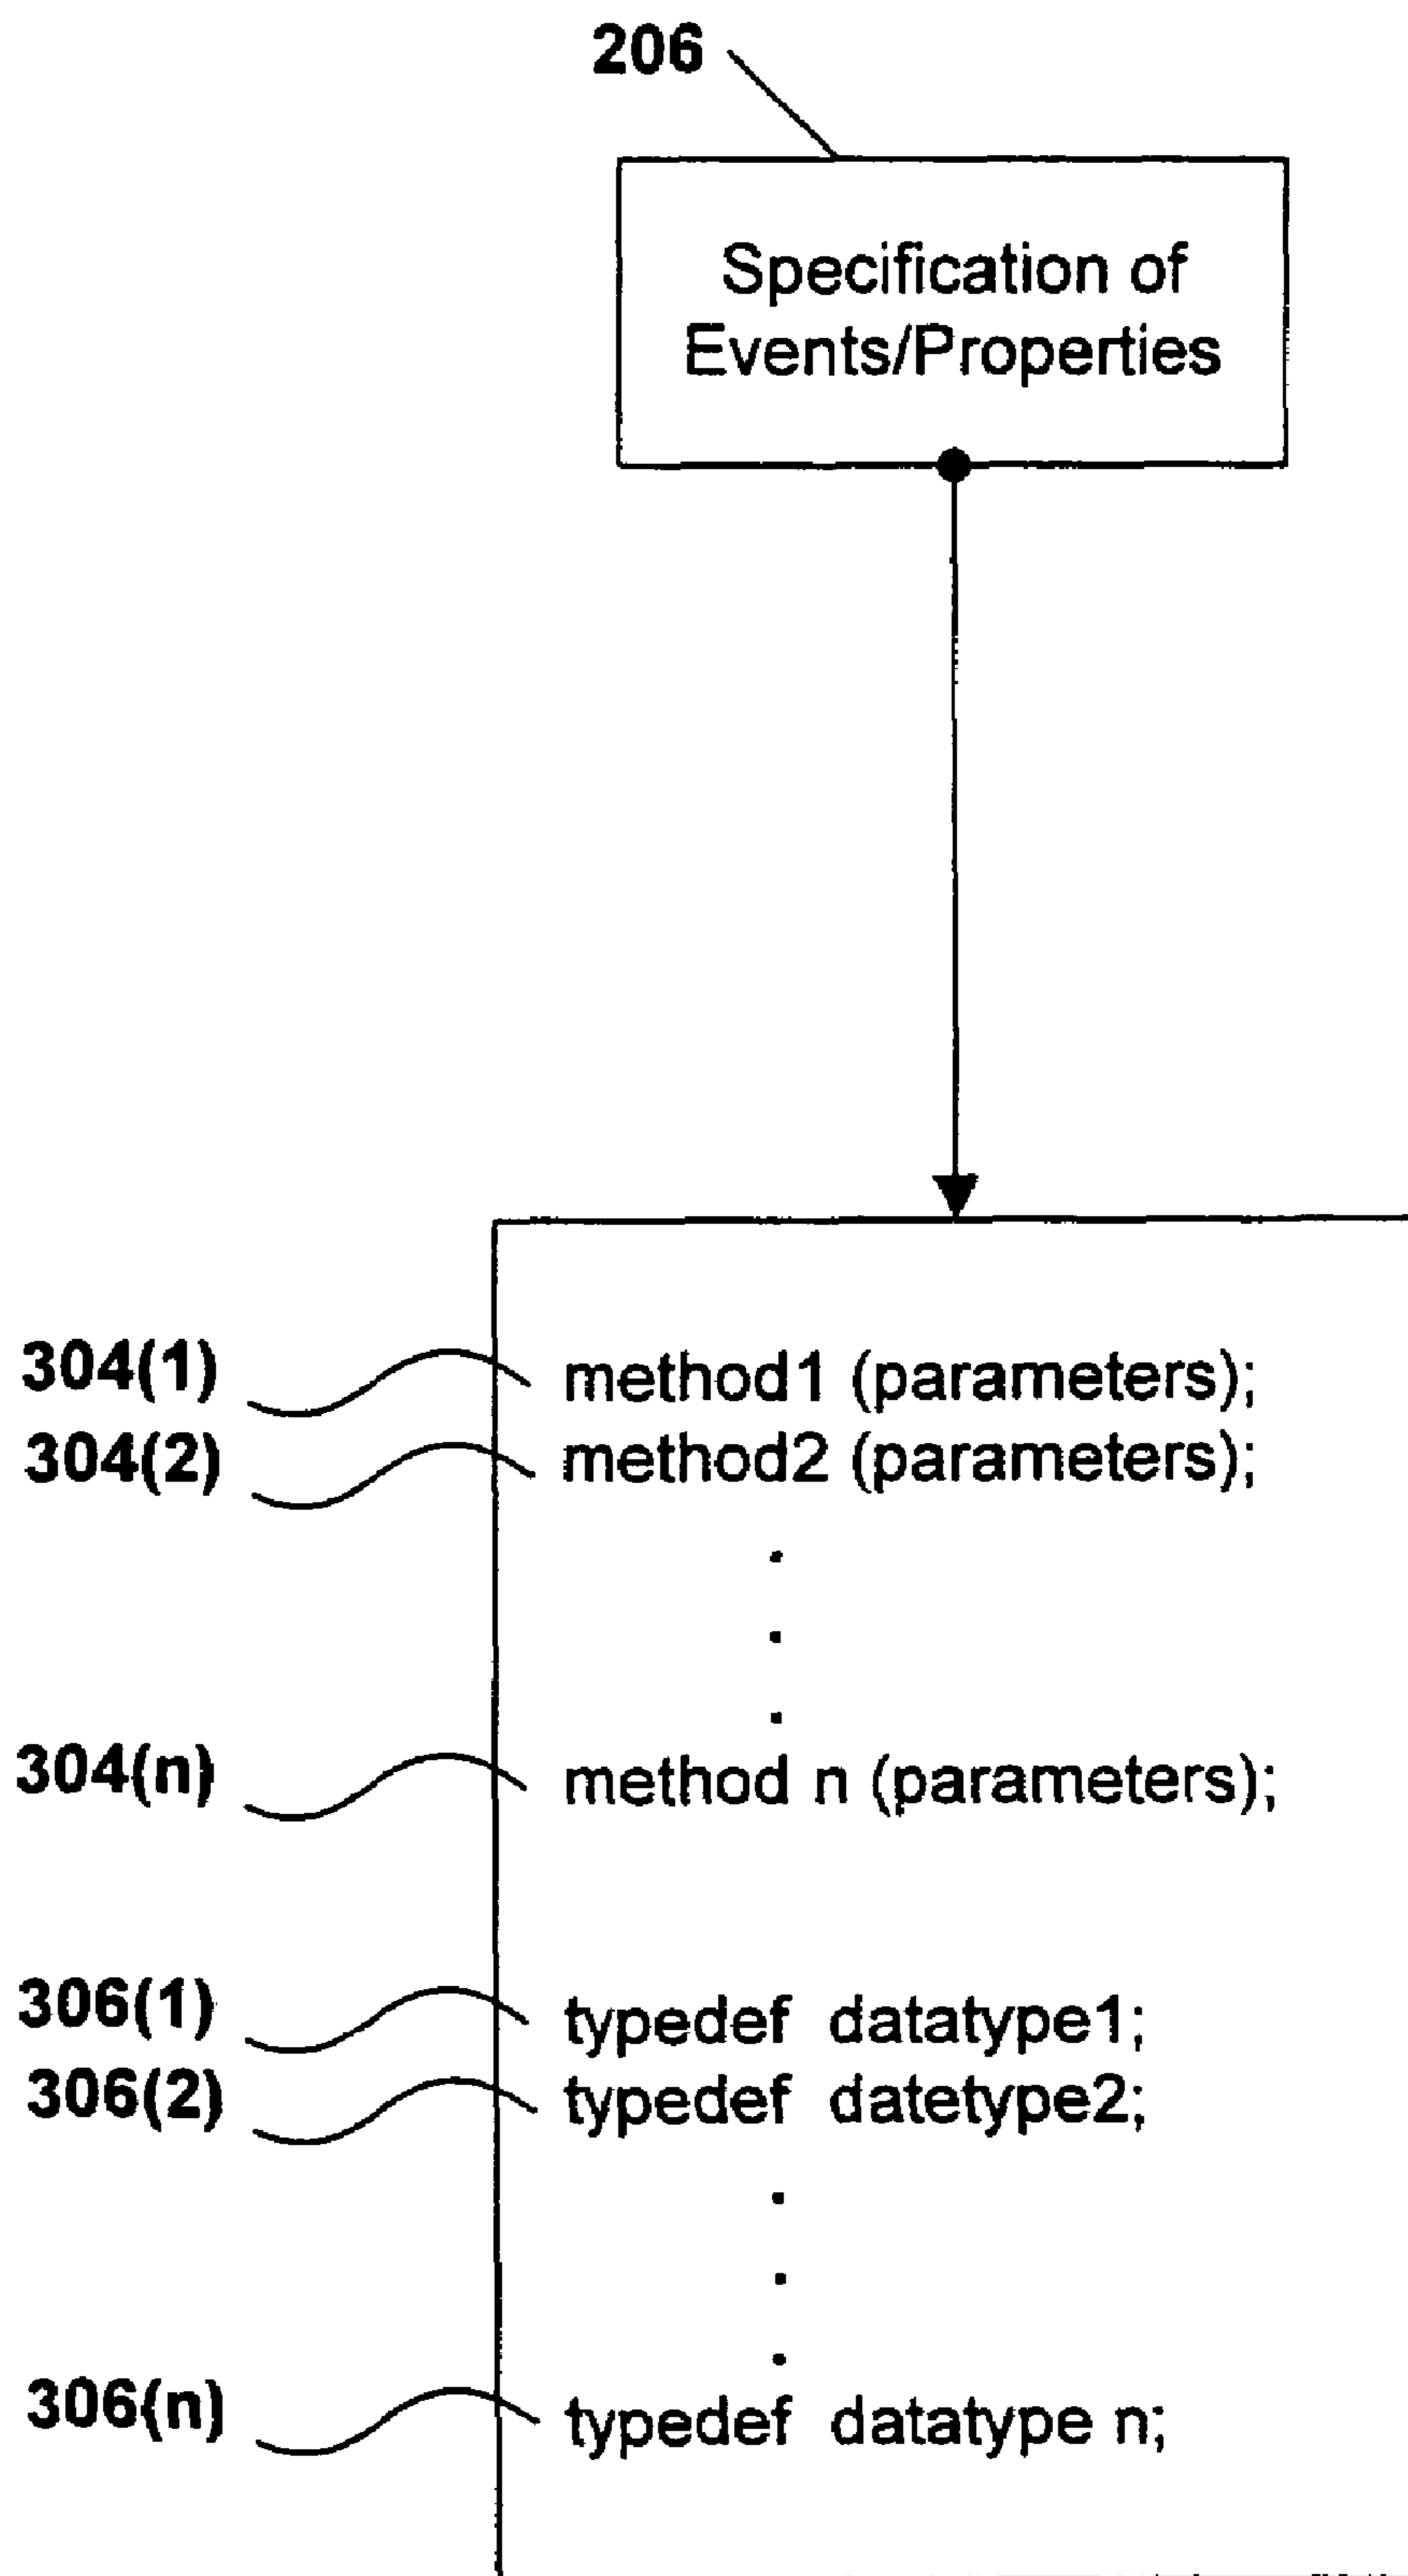 206
Specification of
Events/Properties
304(1) method1 (parameters);
304(2) method2 (parameters);
.
.
.
304(n) method n (parameters);
306(1) typedef datatype1;
306(2) typedef datetype2;
.
.
.
306(n) typedef datatype n;